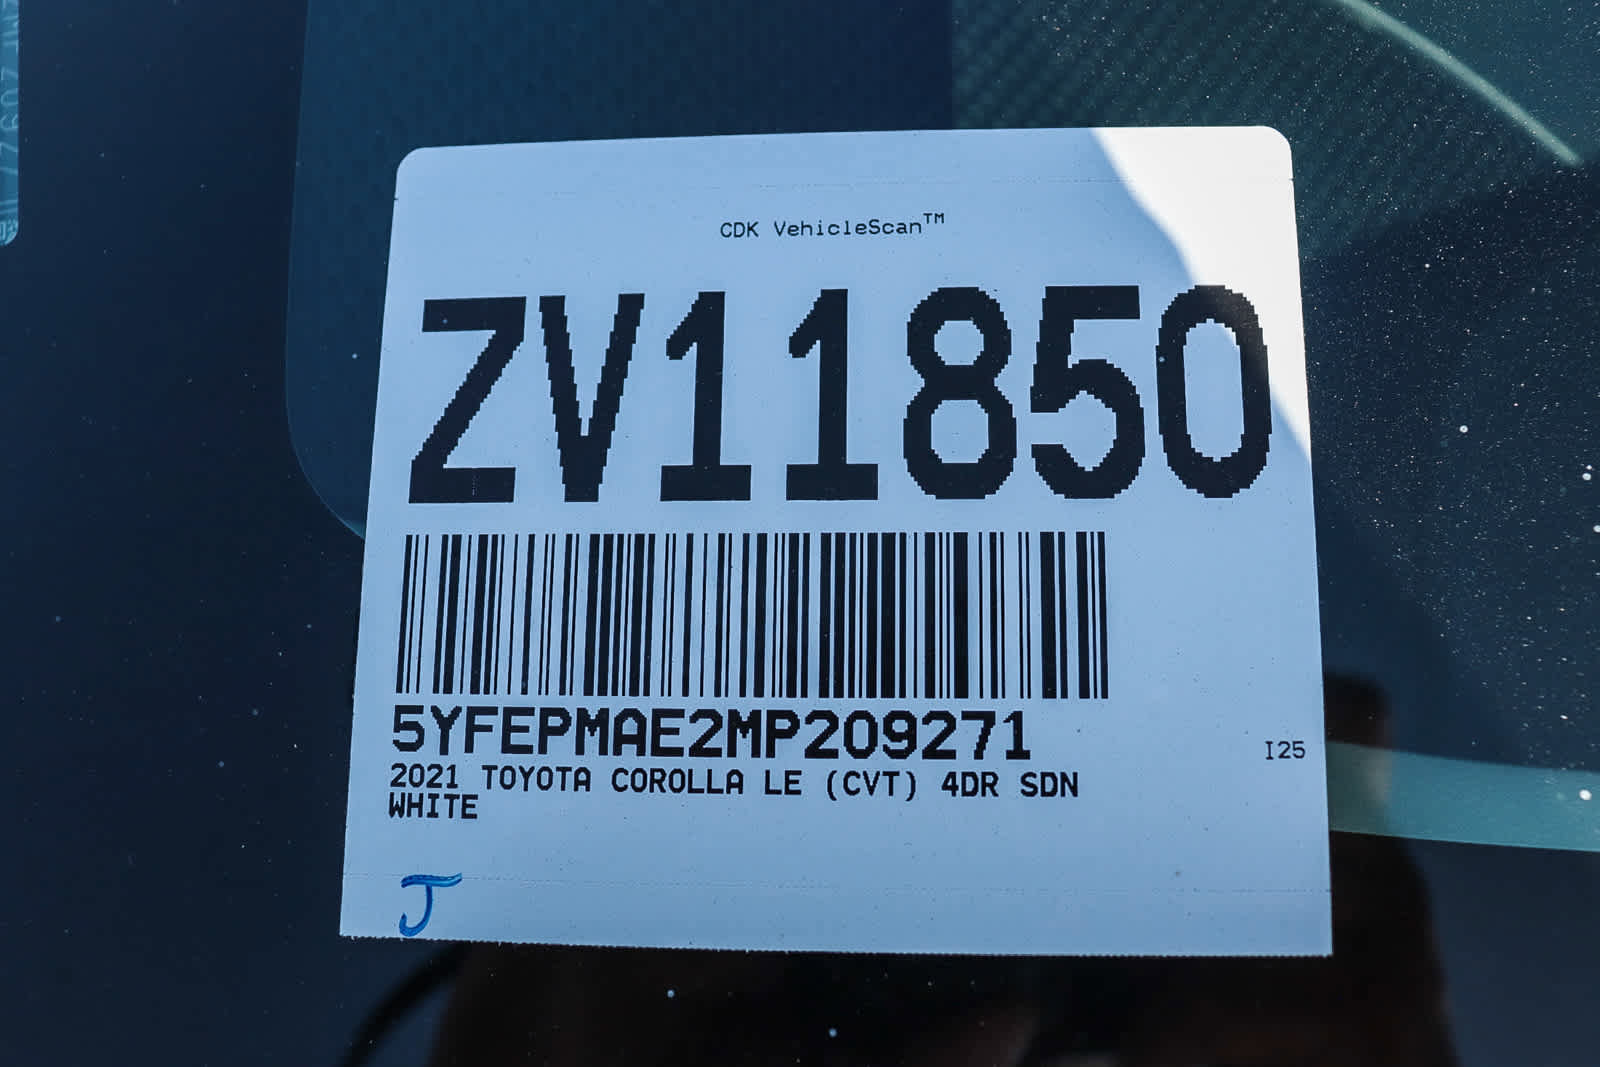 CDK VehicleScan™
ZV11850
5YFEPMAE2MP209271
I25
2021 TOYOTA COROLLA LE (CVT) 4DR SDN
WHITE
J